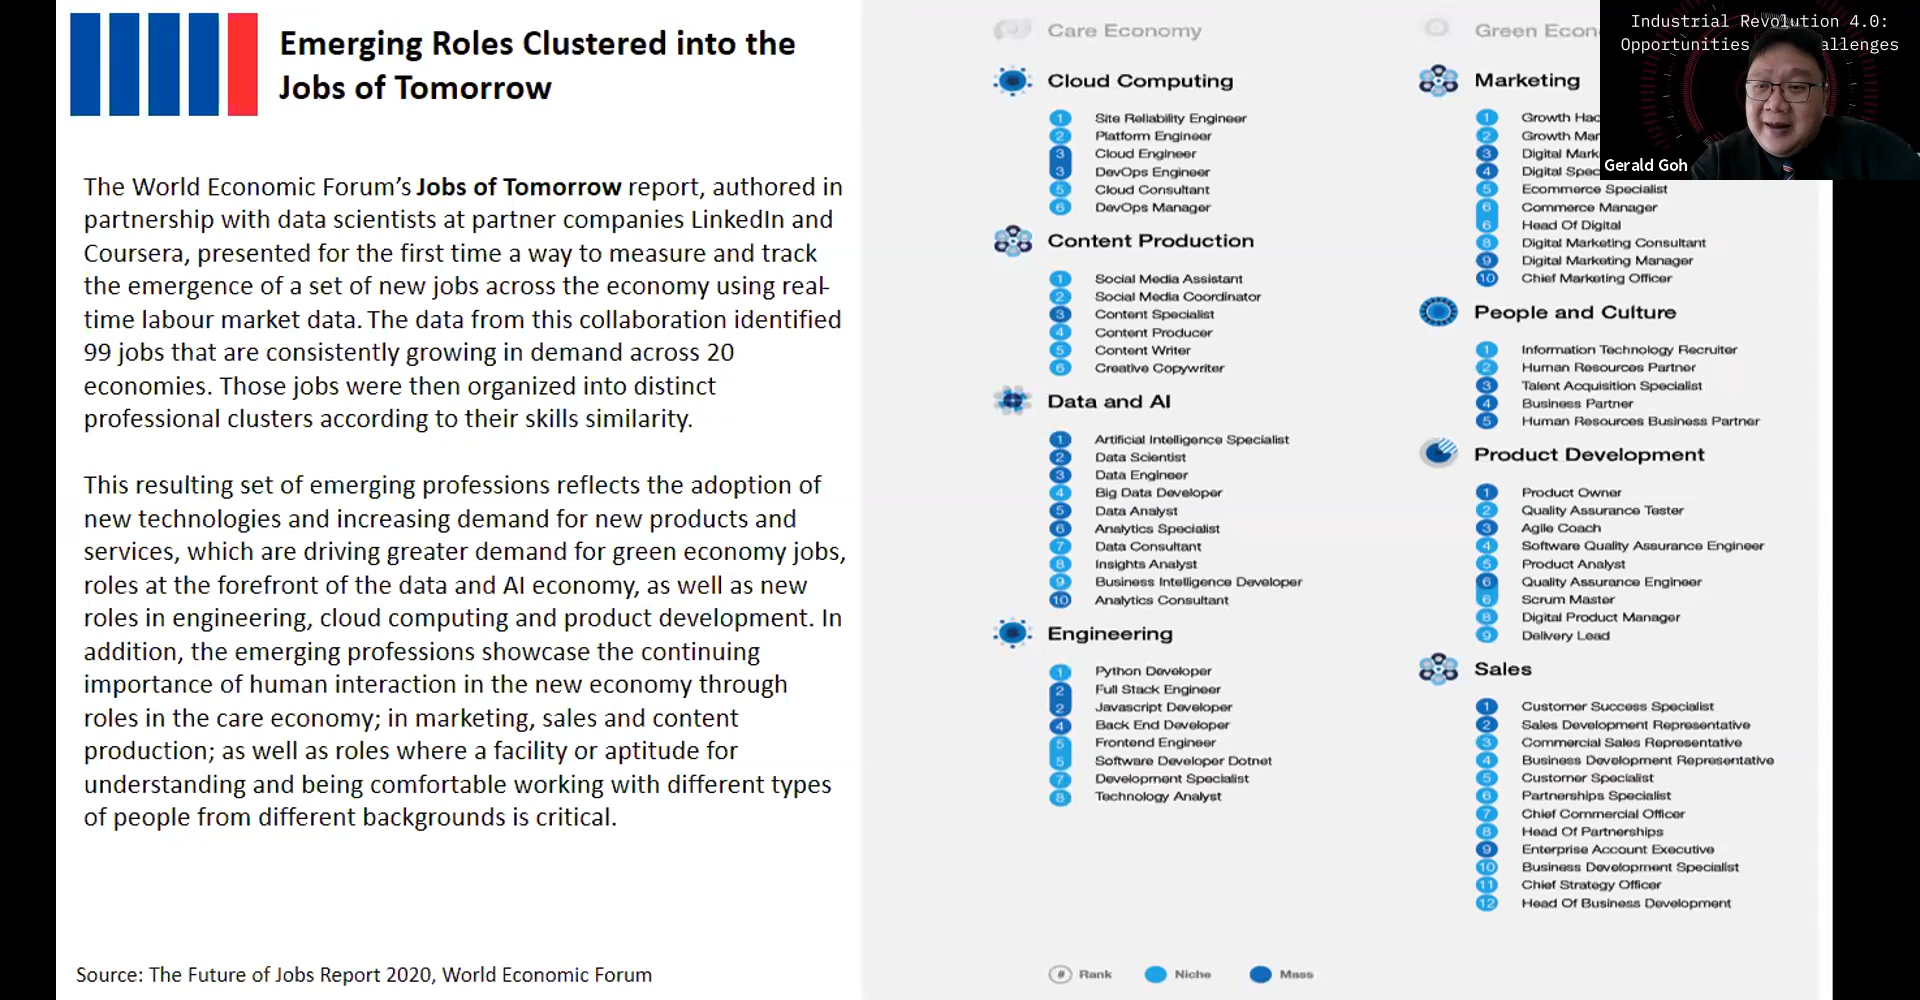 Emerging Roles Clustered into the
Jobs of Tomorrow
The World Economic Forum's Jobs of Tomorrow report, authored in
partnership with data scientists at partner companies LinkedIn and
Coursera, presented for the first time a way to measure and track
the emergence of a set of new jobs across the economy using real-
time labour market data. The data from this collaboration identified
99 jobs that are consistently growing in demand across 20
economies. Those jobs were then organized into distinct
professional clusters according to their skills similarity.
This resulting set of emerging professions reflects the adoption of
new technologies and increasing demand for new products and
services, which are driving greater demand for green economy jobs,
roles at the forefront of the data and AI economy, as well as new
roles in engineering, cloud computing and product development. In
addition, the emerging professions showcase the continuing
importance of human interaction in the new economy through
roles in the care economy; in marketing, sales and content
production; as well as roles where a facility or aptitude for
understanding and being comfortable working with different types
of people from different backgrounds is critical.
Source: The Future of Jobs Report 2020, World Economic Forum
Care Economy
Cloud Computing
1 Site Reliability Engineer
2 Platform Engineer
3 Cloud Engineer
3 DevOps Engineer
5 Cloud Consultant
6 DevOps Manager
Content Production
1 Social Media Assistant
2 Social Media Coordinator
3 Content Specialist
4 Content Producer
5 Content Writer
6 Creative Copywriter
Data and AI
1 Artificial Intelligence Specialist
2 Data Scientist
3 Data Engineer
4 Big Data Developer
5 Data Analyst
6 Analytics Specialist
7 Data Consultant
8 Insights Analyst
9 Business Intelligence Developer
10 Analytics Consultant
Engineering
1 Python Developer
2 Full Stack Engineer
2 Javascript Developer
4 Back End Developer
5 Frontend Engineer
5 Software Developer Dotnet
7 Development Specialist
8 Technology Analyst
Green Econ
Marketing
1 Growth Hac
2 Growth Mar
3 Digital Mark
4 Digital Spec
5 Ecommerce Specialist
6 Commerce Manager
6 Head Of Digital
8 Digital Marketing Consultant
9 Digital Marketing Manager
10 Chief Marketing Officer
People and Culture
1 Information Technology Recruiter
2 Human Resources Partner
3 Talent Acquisition Specialist
4 Business Partner
5 Human Resources Business Partner
Product Development
1 Product Owner
2 Quality Assurance Tester
3 Agile Coach
4 Software Quality Assurance Engineer
5 Product Analyst
6 Quality Assurance Engineer
6 Scrum Master
8 Digital Product Manager
9 Delivery Lead
Sales
1 Customer Success Specialist
2 Sales Development Representative
3 Commercial Sales Representative
4 Business Development Representative
5 Customer Specialist
6 Partnerships Specialist
7 Chief Commercial Officer
8 Head Of Partnerships
9 Enterprise Account Executive
10 Business Development Specialist
11 Chief Strategy Officer
12 Head Of Business Development
# Rank Niche Mass
Industrial Revolution 4.0:
Opportunities allenges
Gerald Goh